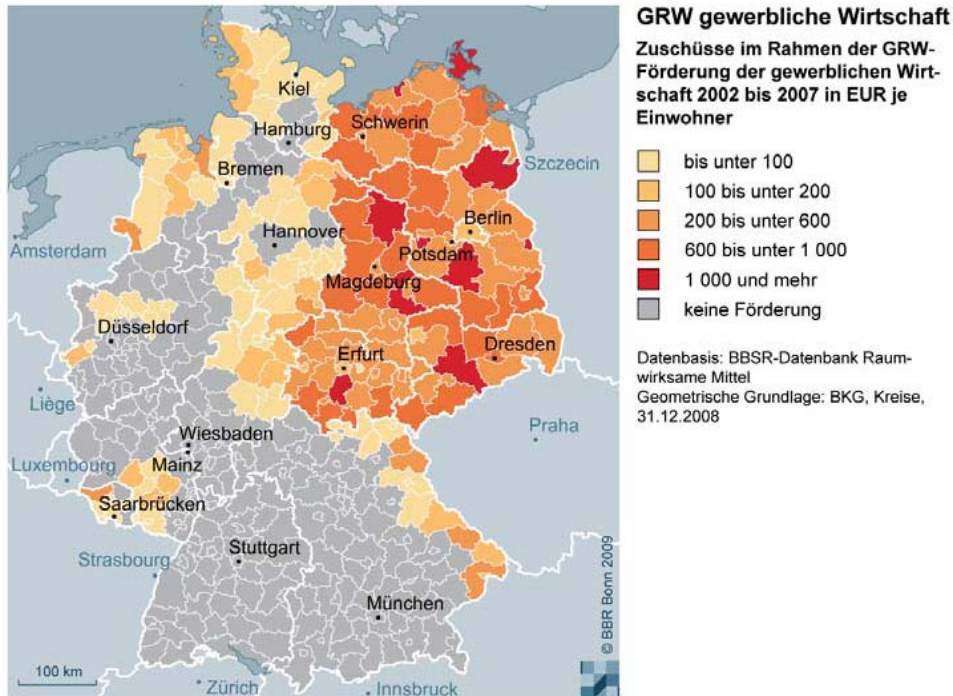 GRW gewerbliche Wirtschaft
Zuschüsse im Rahmen der GRW-
Förderung der gewerblichen Wirt-
schaft 2002 bis 2007 in EUR je
Einwohner
bis unter 100
100 bis unter 200
200 bis unter 600
600 bis unter 1 000
1 000 und mehr
keine Förderung
Datenbasis: BBSR-Datenbank Raum-
wirksame Mittel
Geometrische Grundlage: BKG, Kreise,
31.12.2008
Kiel
Hamburg
Schwerin
Szczecin
Bremen
Berlin
Hannover
Potsdam
Amsterdam
Magdeburg
Düsseldorf
Dresden
Erfurt
Liège
Wiesbaden
Praha
Luxembourg
Mainz
Saarbrücken
Stuttgart
Strasbourg
München
© BBR Bonn 2009
100 km
Zürich
Innsbruck